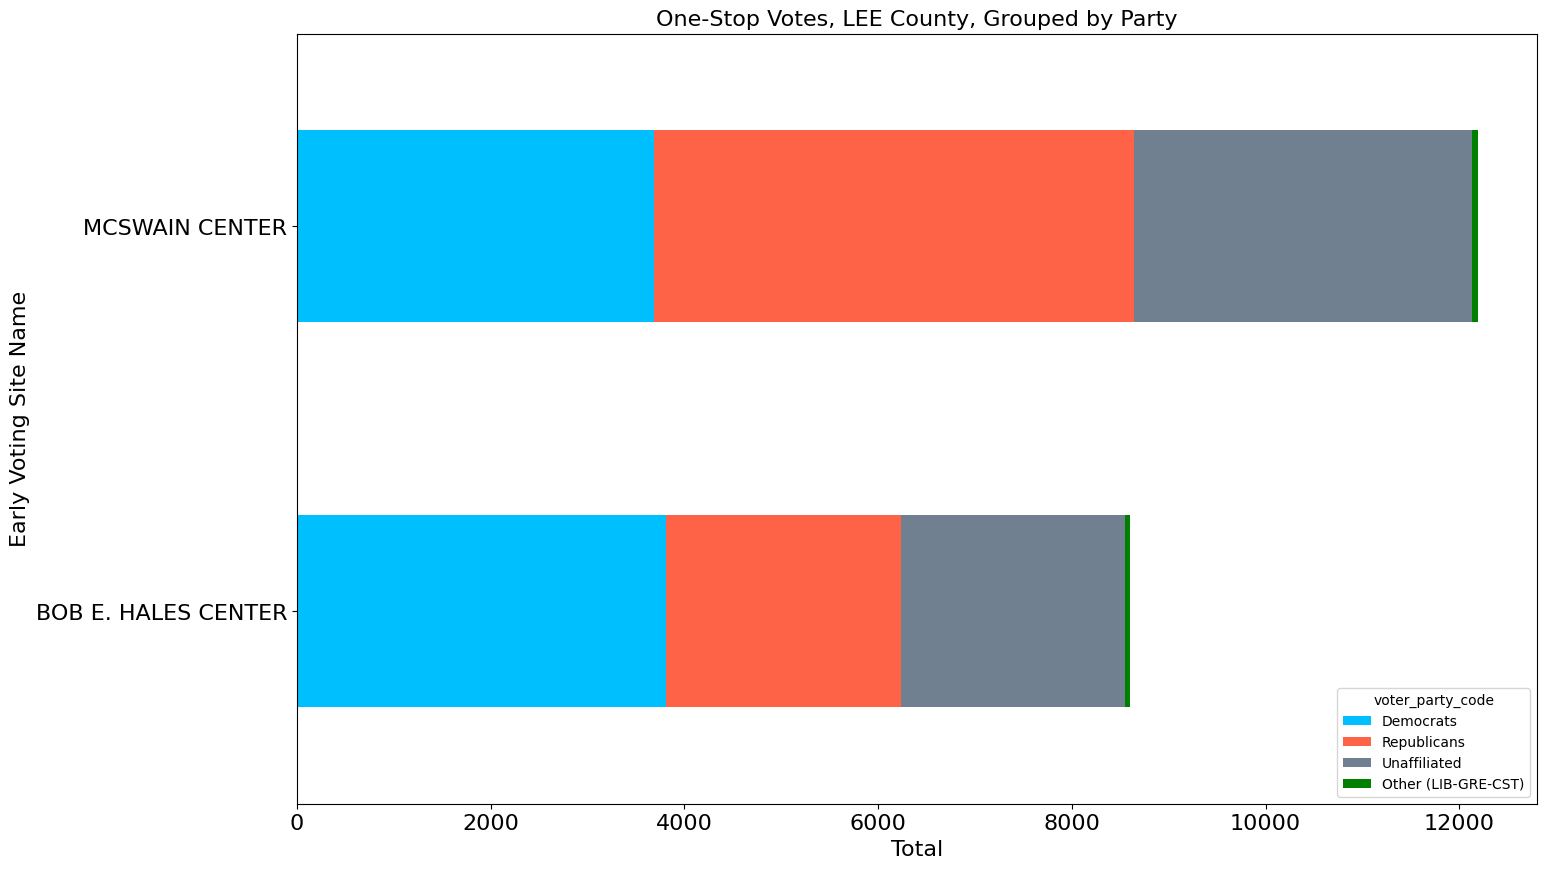 One-Stop Votes, LEE County, Grouped by Party
Early Voting Site Name
MCSWAIN CENTER
BOB E. HALES CENTER
voter_party_code
Democrats
Republicans
Unaffiliated
Other (LIB-GRE-CST)
0 2000 4000 6000 8000 10000 12000
Total